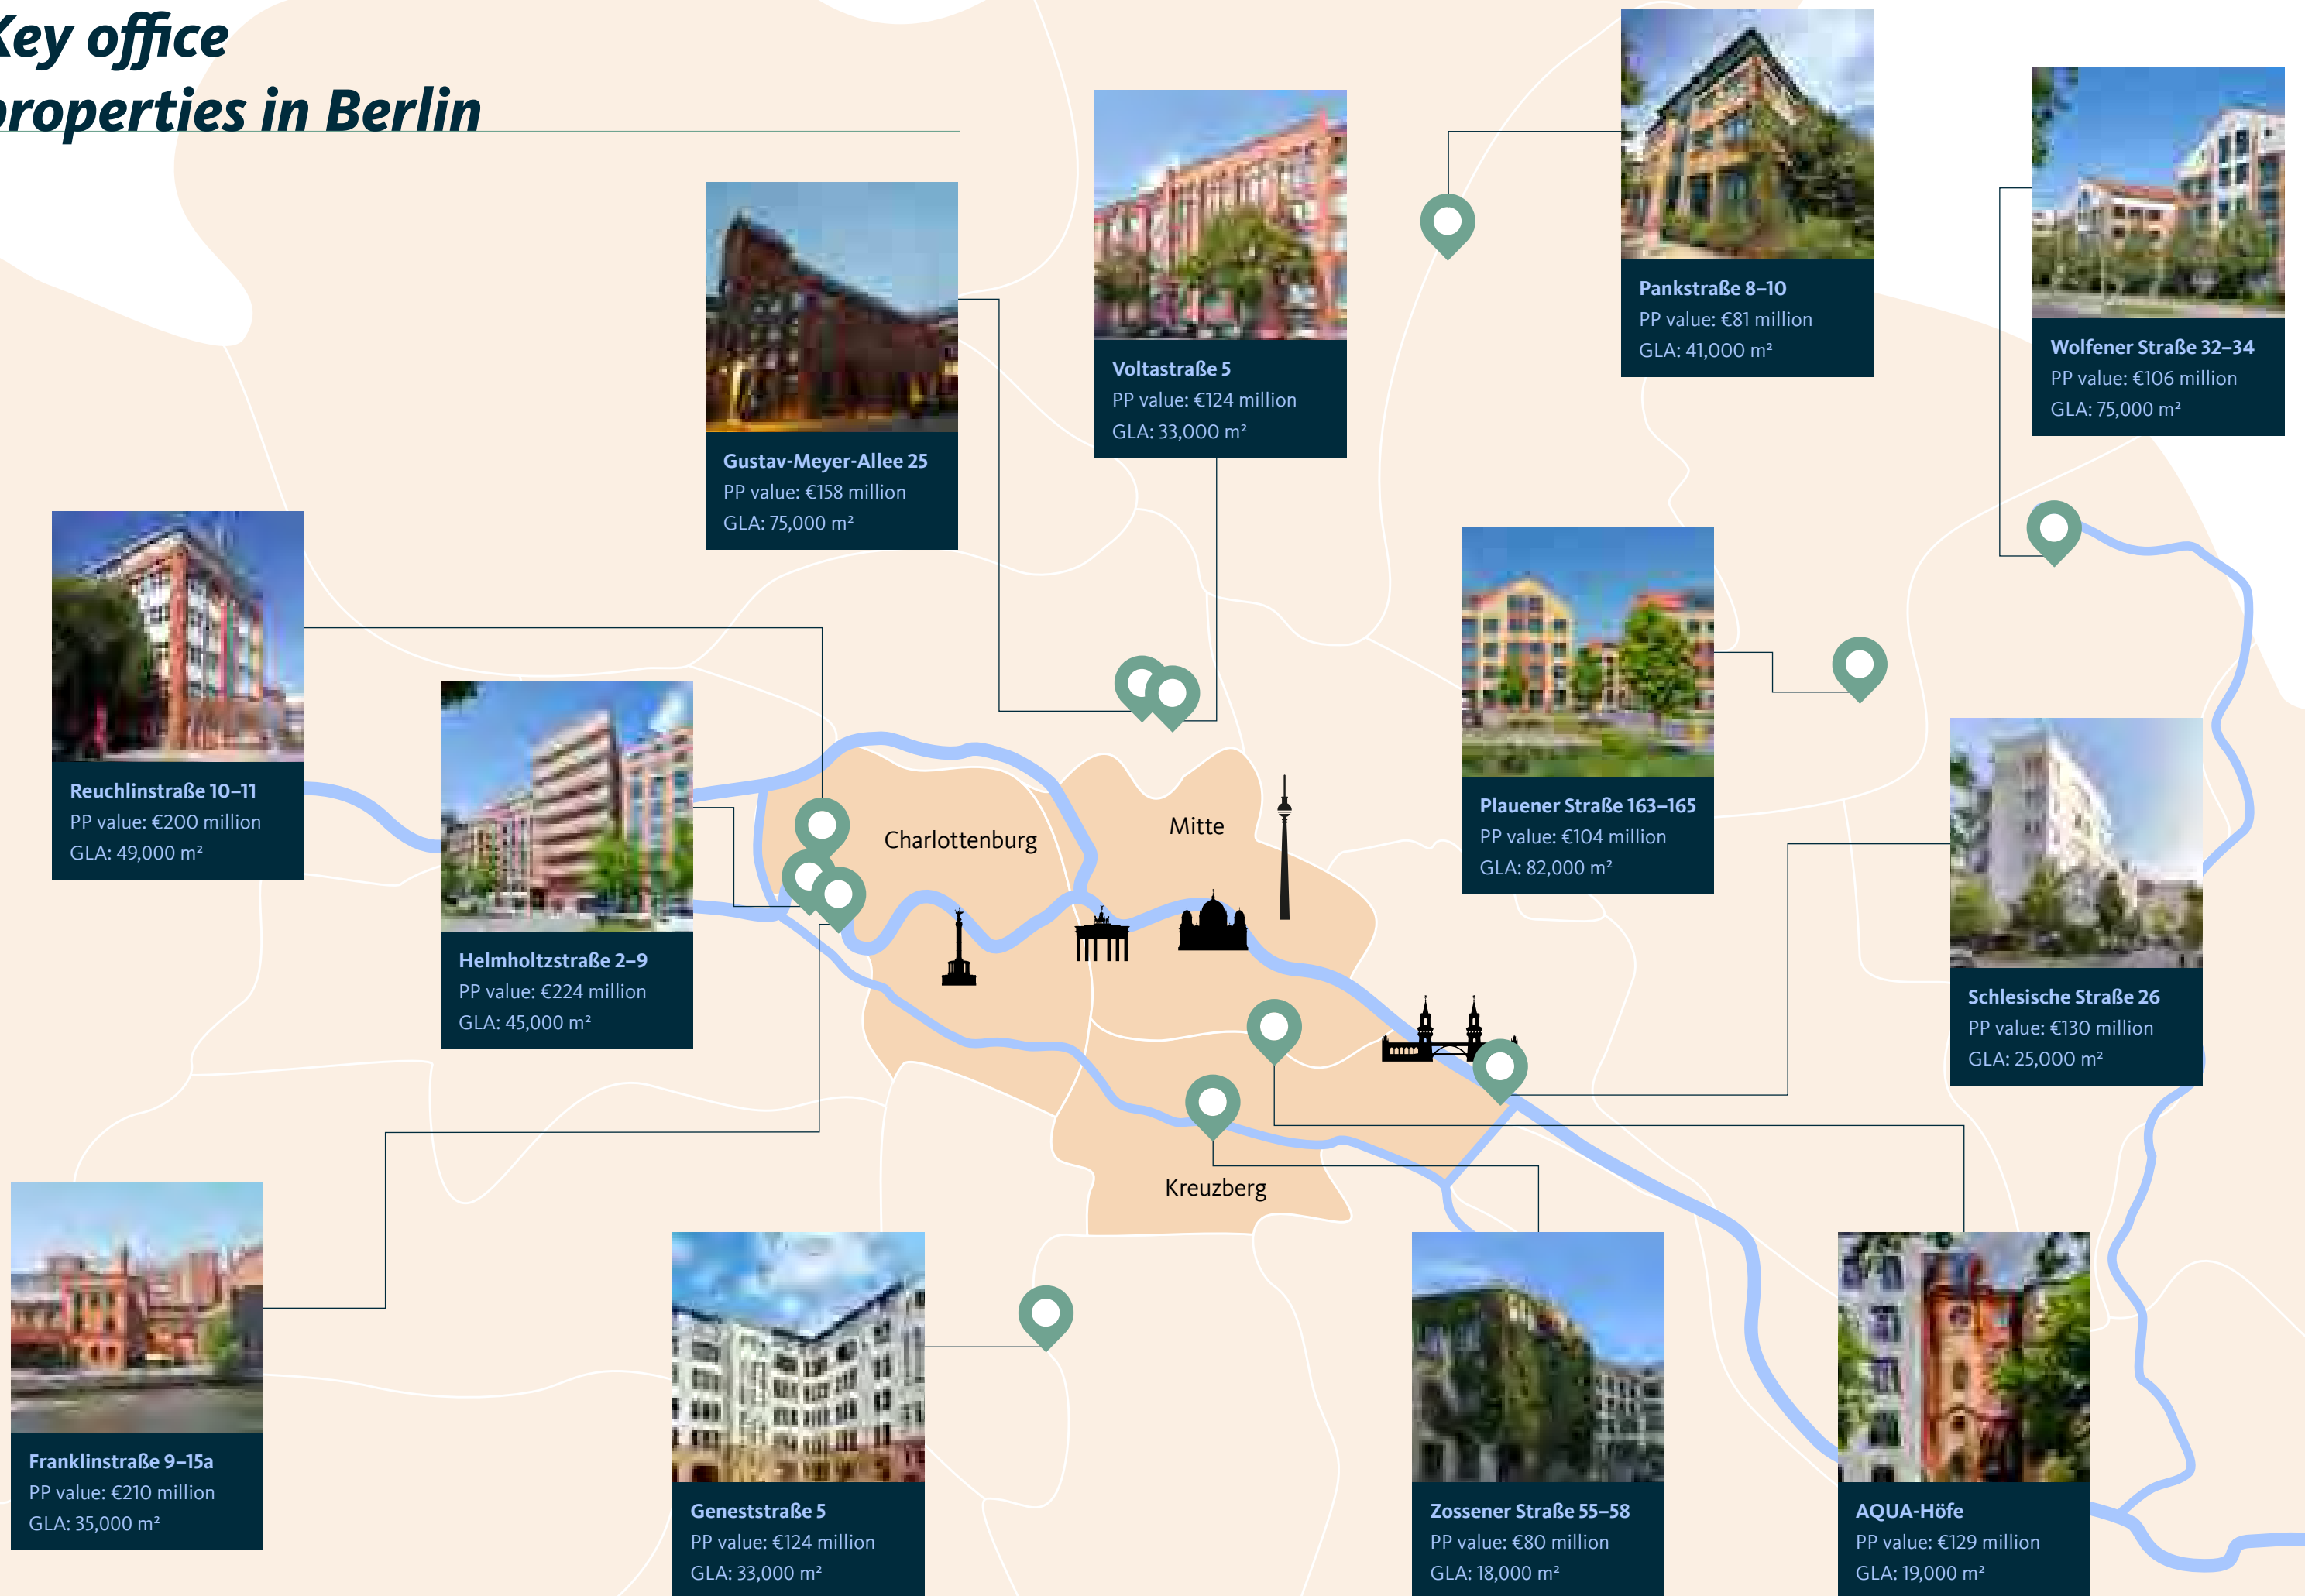 Key office
properties in Berlin
Pankstraße 8–10
PP value: €81 million
GLA: 41,000 m²
Wolfener Straße 32–34
PP value: €106 million
GLA: 75,000 m²
Voltastraße 5
PP value: €124 million
GLA: 33,000 m²
Gustav-Meyer-Allee 25
PP value: €158 million
GLA: 75,000 m²
Reuchlinstraße 10–11
PP value: €200 million
GLA: 49,000 m²
Helmholtzstraße 2–9
PP value: €224 million
GLA: 45,000 m²
Charlottenburg
Mitte
Plauener Straße 163–165
PP value: €104 million
GLA: 82,000 m²
Schlesische Straße 26
PP value: €130 million
GLA: 25,000 m²
Kreuzberg
Franklinstraße 9–15a
PP value: €210 million
GLA: 35,000 m²
Geneststraße 5
PP value: €124 million
GLA: 33,000 m²
Zossener Straße 55–58
PP value: €80 million
GLA: 18,000 m²
AQUA-Höfe
PP value: €129 million
GLA: 19,000 m²